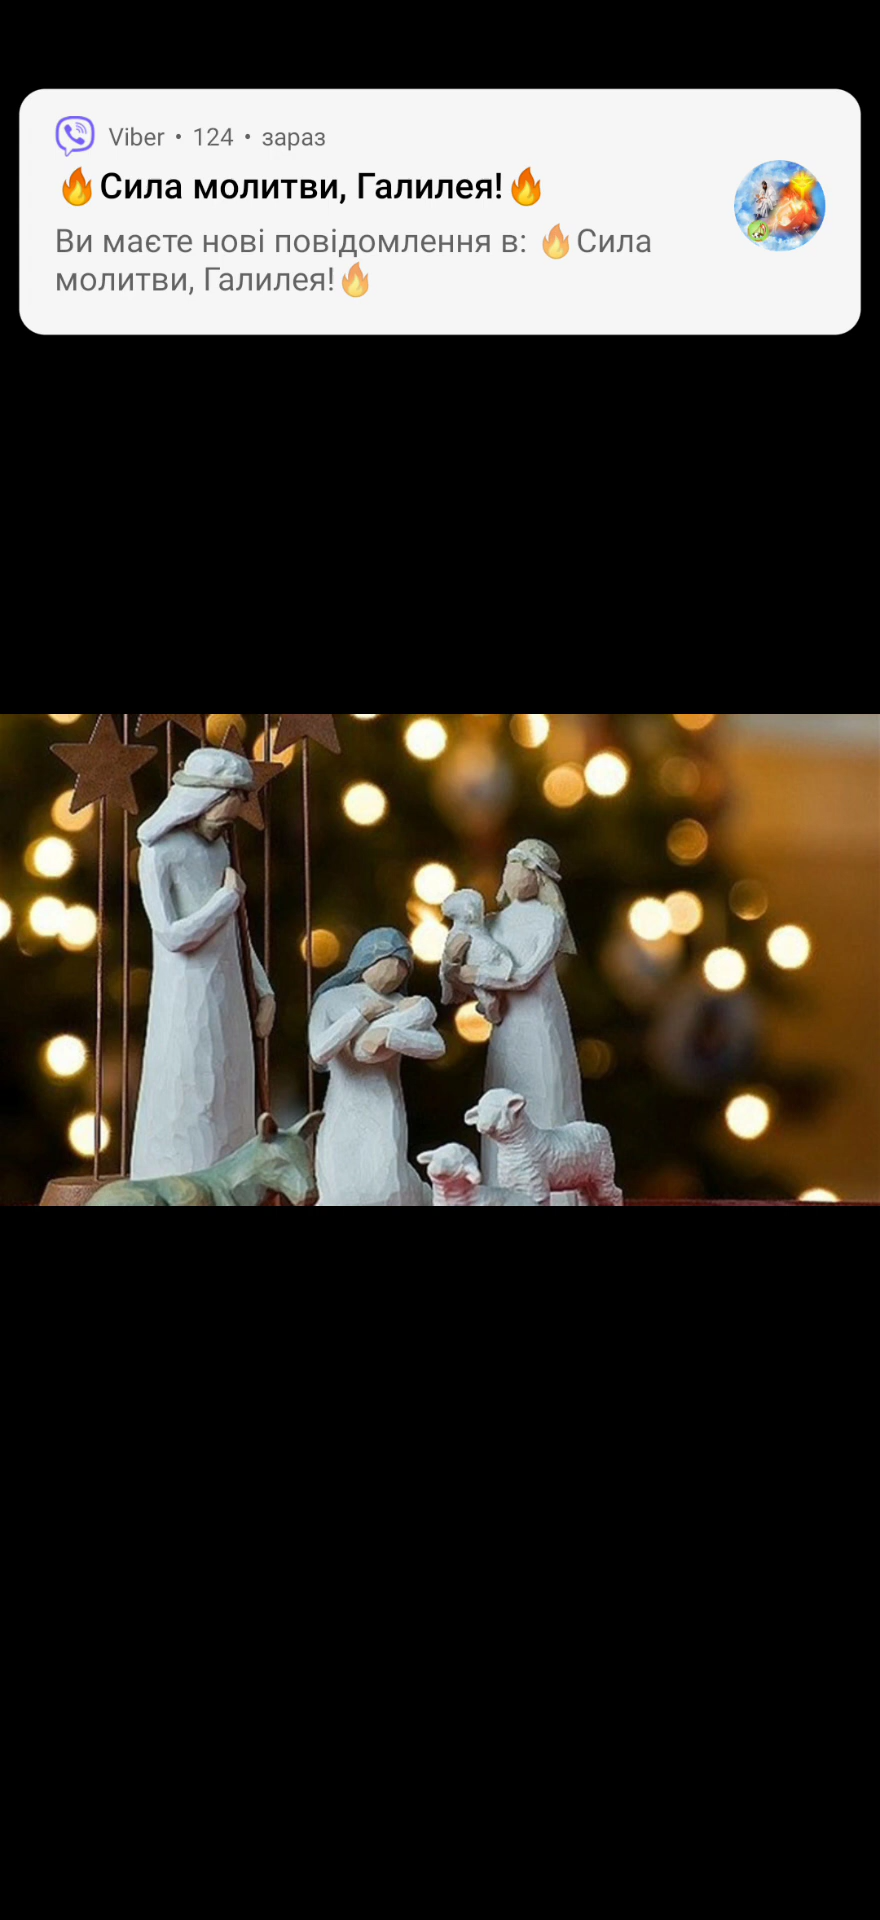 Viber • 124 • зараз
🔥Сила молитви, Галилея!🔥
Ви маєте нові повідомлення в: 🔥Сила
молитви, Галилея!🔥